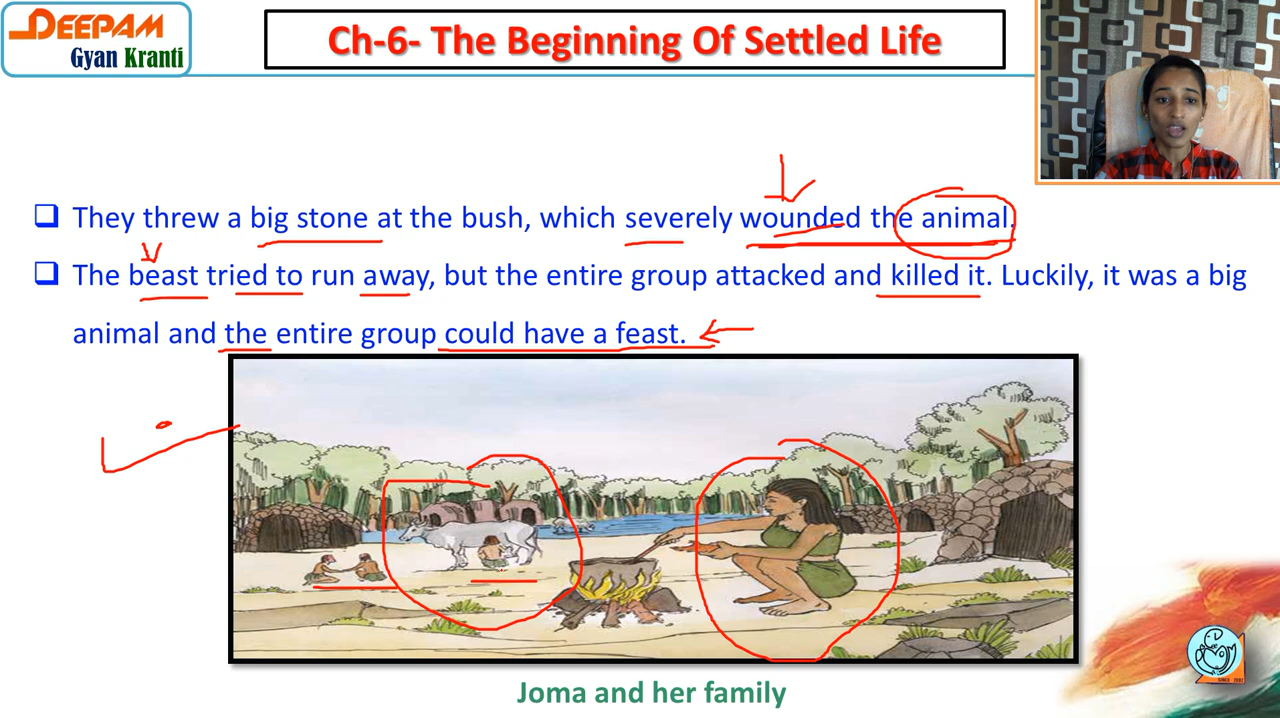 DEEPAM
Gyan Kranti
Ch-6- The Beginning Of Settled Life
They threw a big stone at the bush, which severely wounded the animal.
The beast tried to run away, but the entire group attacked and killed it. Luckily, it was a big
animal and the entire group could have a feast.
Joma and her family
SINCE 2002